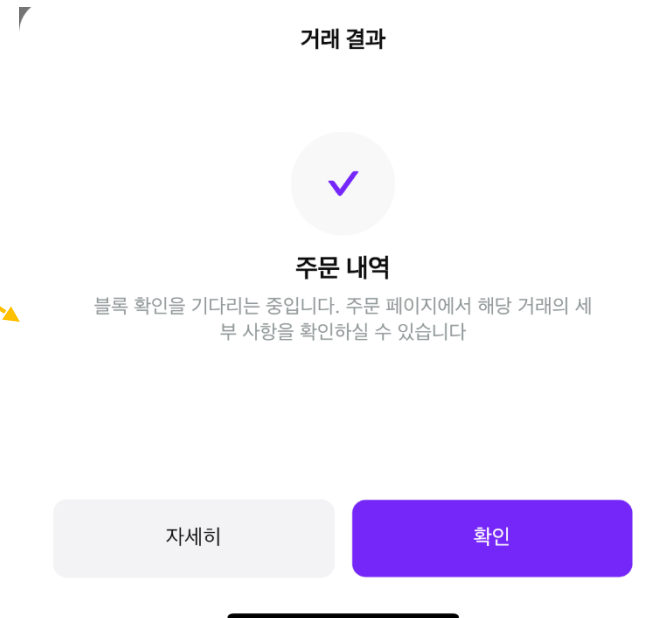 거래 결과
주문 내역
블록 확인을 기다리는 중입니다. 주문 페이지에서 해당 거래의 세
부 사항을 확인하실 수 있습니다
자세히
확인